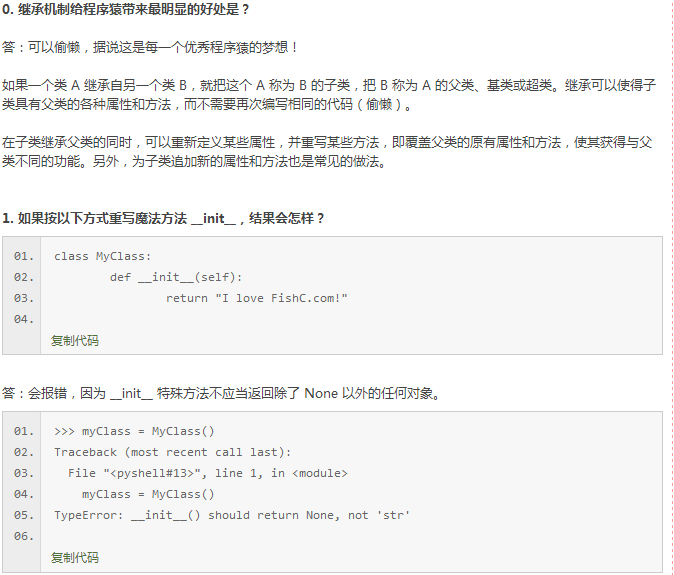 0. 继承机制给程序猿带来最明显的好处是？
答：可以偷懒，据说这是每一个优秀程序猿的梦想！
如果一个类 A 继承自另一个类 B，就把这个 A 称为 B 的子类，把 B 称为 A 的父类、基类或超类。继承可以使得子
类具有父类的各种属性和方法，而不需要再次编写相同的代码（偷懒）。
在子类继承父类的同时，可以重新定义某些属性，并重写某些方法，即覆盖父类的原有属性和方法，使其获得与父
类不同的功能。另外，为子类追加新的属性和方法也是常见的做法。
1. 如果按以下方式重写魔法方法 __init__，结果会怎样？
01. class MyClass:
02. def __init__(self):
03. return "I love FishC.com!"
04.
复制代码
答：会报错，因为 __init__ 特殊方法不应当返回除了 None 以外的任何对象。
01. >>> myClass = MyClass()
02. Traceback (most recent call last):
03. File "<pyshell#13>", line 1, in <module>
04. myClass = MyClass()
05. TypeError: __init__() should return None, not 'str'
06.
复制代码